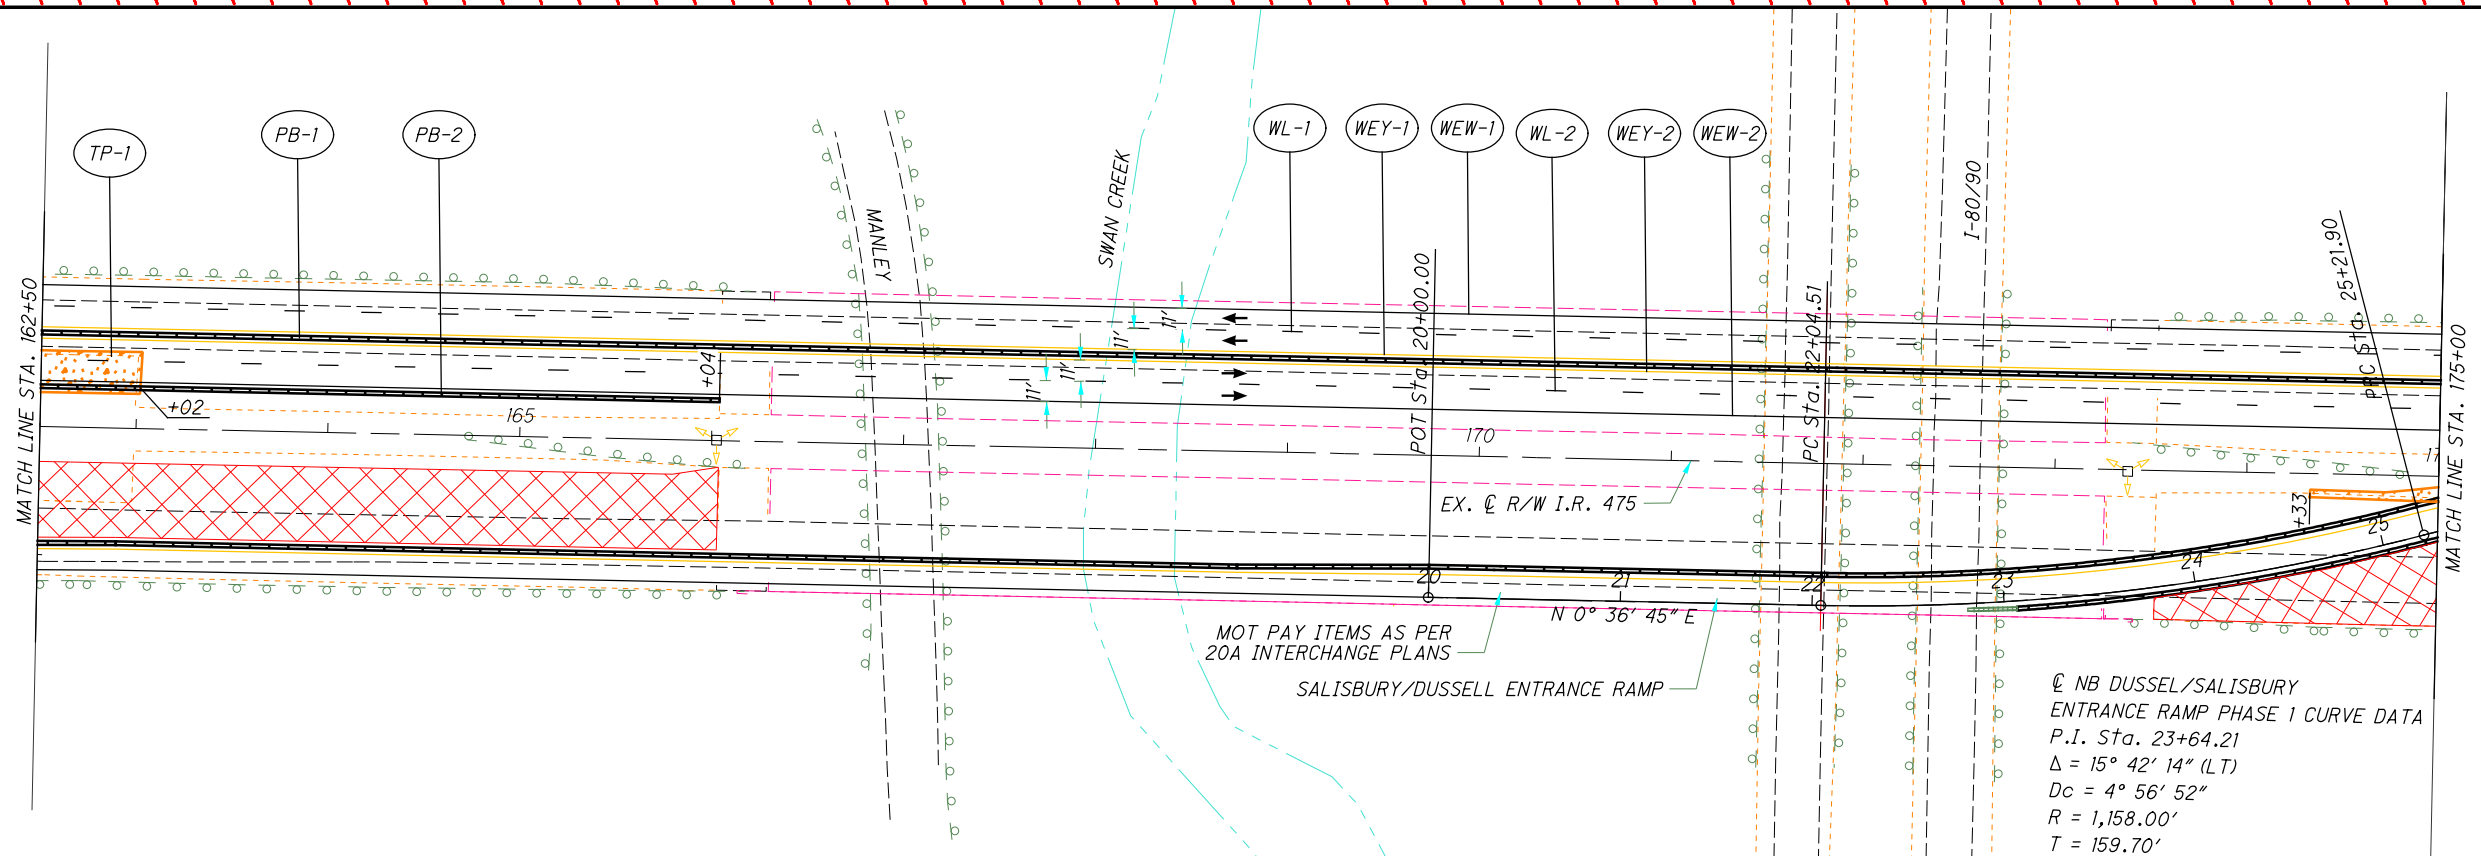 TP-1
PB-1
PB-2
WL-1
WEY-1
WEW-1
WL-2
WEY-2
WEW-2
MATCH LINE STA. 162+50
MANLEY
SWAN CREEK
I-80/90
POT Sta. 20+00.00
PC Sta. 22+04.51
PRC Sta. 25+21.90
MATCH LINE STA. 175+00
11'
11'
11'
11'
+04
+02
165
170
17
EX. ℄ R/W I.R. 475
+33
20
21
22
23
24
25
N 0° 36' 45" E
MOT PAY ITEMS AS PER
20A INTERCHANGE PLANS
SALISBURY/DUSSELL ENTRANCE RAMP
℄ NB DUSSEL/SALISBURY
ENTRANCE RAMP PHASE 1 CURVE DATA
P.I. Sta. 23+64.21
Δ = 15° 42' 14" (LT)
Dc = 4° 56' 52"
R = 1,158.00'
T = 159.70'